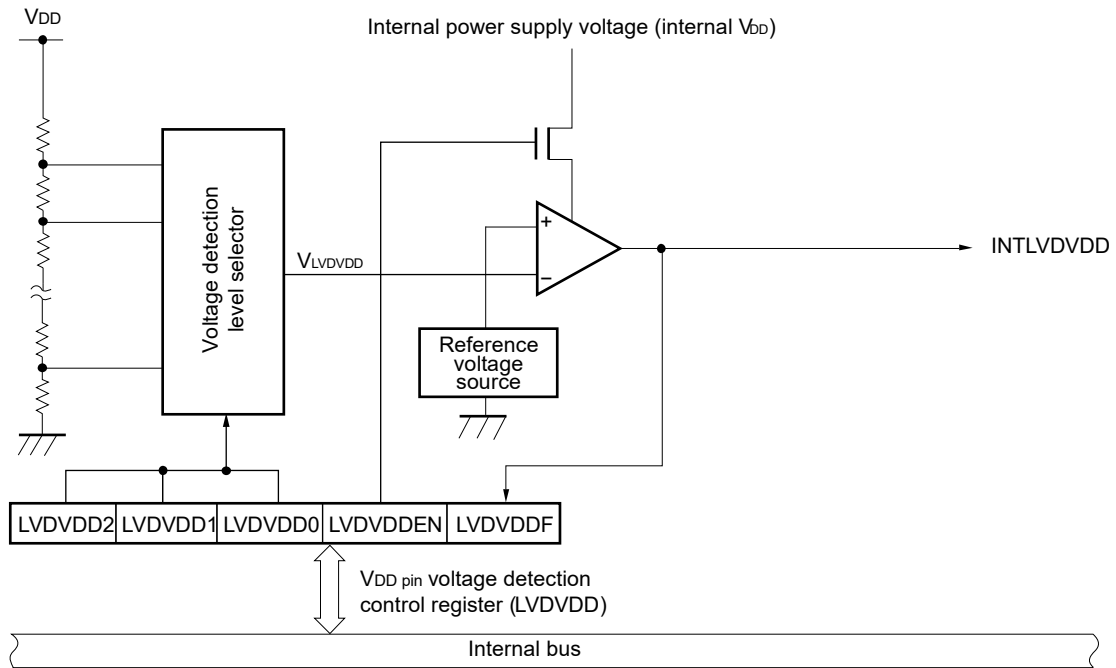 VDD
Internal power supply voltage (internal VDD)
Voltage detection
level selector
VLVDVDD
+
−
INTLVDVDD
Reference
voltage
source
LVDVDD2 LVDVDD1 LVDVDD0 LVDVDDEN LVDVDDF
VDD pin voltage detection
control register (LVDVDD)
Internal bus